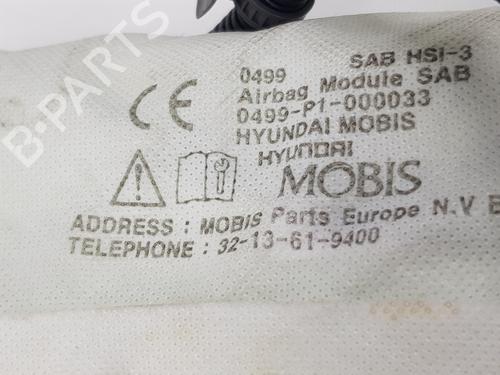 SAB HSI-3
0499
Airbag Module SAB
CE
0499-P1-000033
HYUNDAI MOBIS
HYUNDAI
MOBIS
ADDRESS : MOBIS Parts Europe N.V
TELEPHONE : 32-13-61-9400
B-PARTS